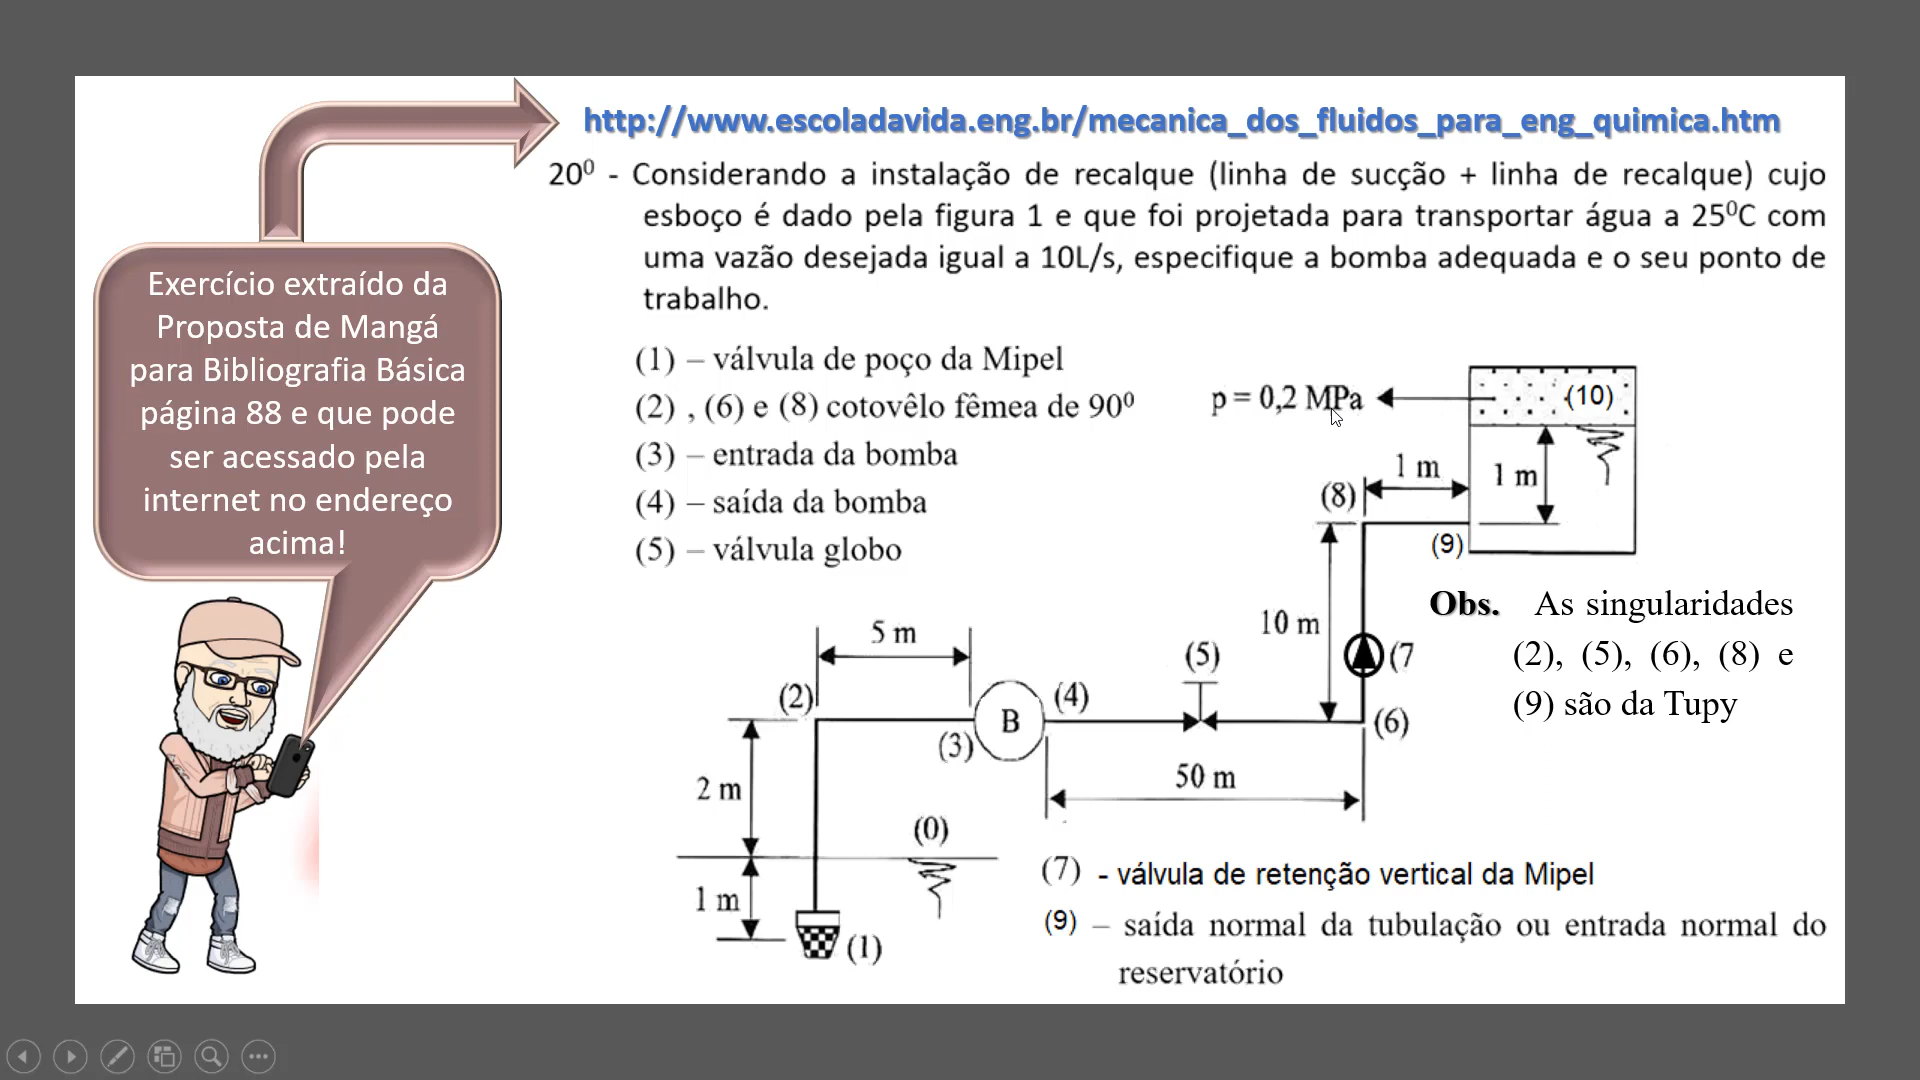 http://www.escoladavida.eng.br/mecanica_dos_fluidos_para_eng_quimica.htm
20⁰ - Considerando a instalação de recalque (linha de sucção + linha de recalque) cujo
esboço é dado pela figura 1 e que foi projetada para transportar água a 25⁰C com
uma vazão desejada igual a 10L/s, especifique a bomba adequada e o seu ponto de
trabalho.
Exercício extraído da
Proposta de Mangá
para Bibliografia Básica
página 88 e que pode
ser acessado pela
internet no endereço
acima!
(1) – válvula de poço da Mipel
(2) , (6) e (8) cotovêlo fêmea de 90⁰
(3) – entrada da bomba
(4) – saída da bomba
(5) – válvula globo
p = 0,2 MPa
(10)
1 m
1 m
(8)
(9)
10 m
(7
(6)
5 m
(2)
(3)
B
(4)
(5)
50 m
2 m
(0)
1 m
(1)
Obs. As singularidades
(2), (5), (6), (8) e
(9) são da Tupy
(7) - válvula de retenção vertical da Mipel
(9) – saída normal da tubulação ou entrada normal do
reservatório